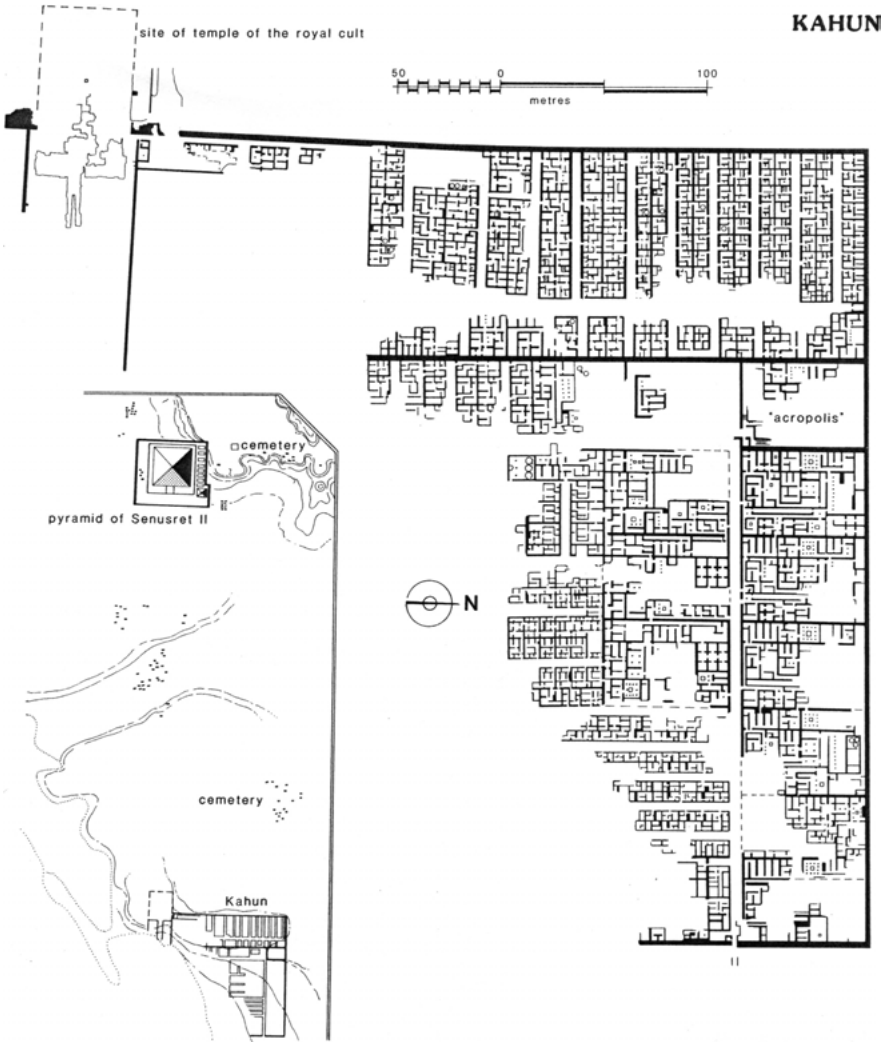 KAHUN
site of temple of the royal cult
50 0 100
metres
"acropolis"
cemetery
pyramid of Senusret II
N
cemetery
Kahun